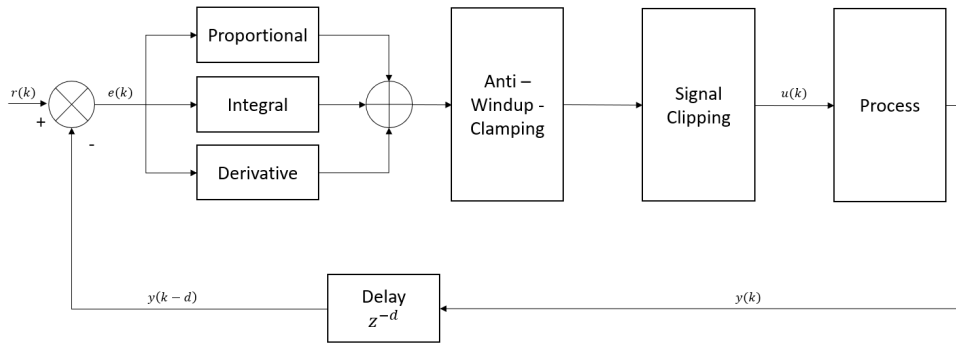 r(k)
+
-
e(k)
Proportional
Integral
Derivative
Anti –
Windup -
Clamping
Signal
Clipping
u(k)
Process
y(k − d)
Delay
z^{-d}
y(k)